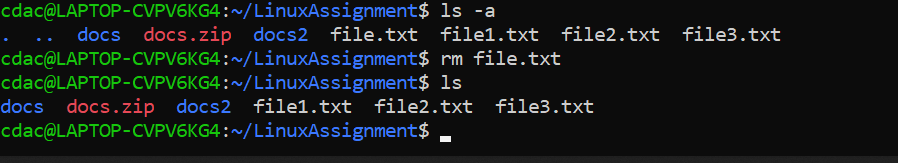 cdac@LAPTOP-CVPV6KG4:~/LinuxAssignment$ ls -a
.  ..  docs  docs.zip  docs2  file.txt  file1.txt  file2.txt  file3.txt
cdac@LAPTOP-CVPV6KG4:~/LinuxAssignment$ rm file.txt
cdac@LAPTOP-CVPV6KG4:~/LinuxAssignment$ ls
docs  docs.zip  docs2  file1.txt  file2.txt  file3.txt
cdac@LAPTOP-CVPV6KG4:~/LinuxAssignment$